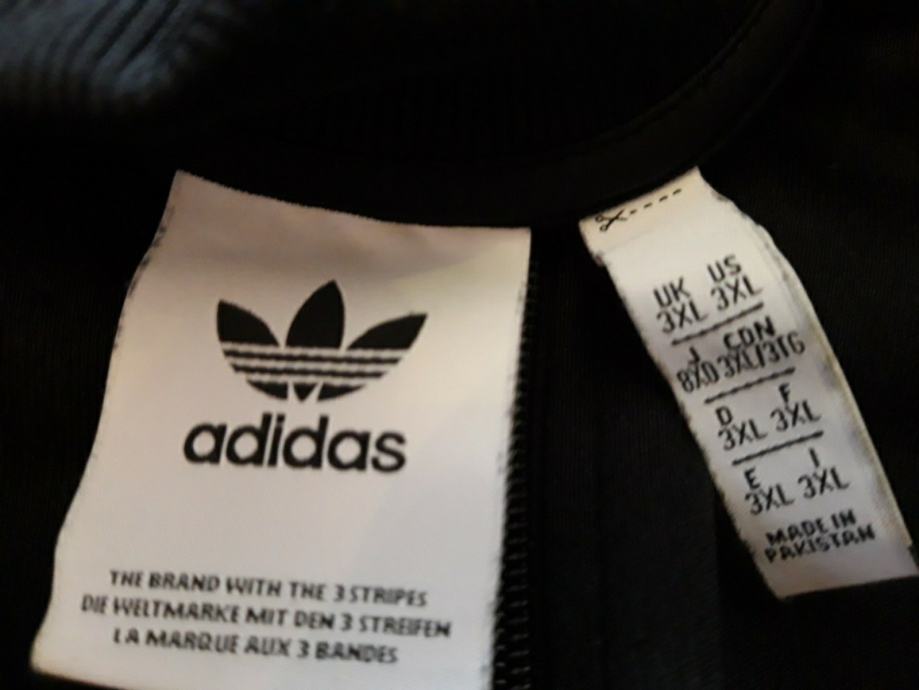 adidas
THE BRAND WITH THE 3 STRIPES
DIE WELTMARKE MIT DEN 3 STREIFEN
LA MARQUE AUX 3 BANDES
UK US
3XL 3XL
J CDN
8XO 3XL/3TG
D F
3XL 3XL
E I
3XL 3XL
MADE IN
PAKISTAN